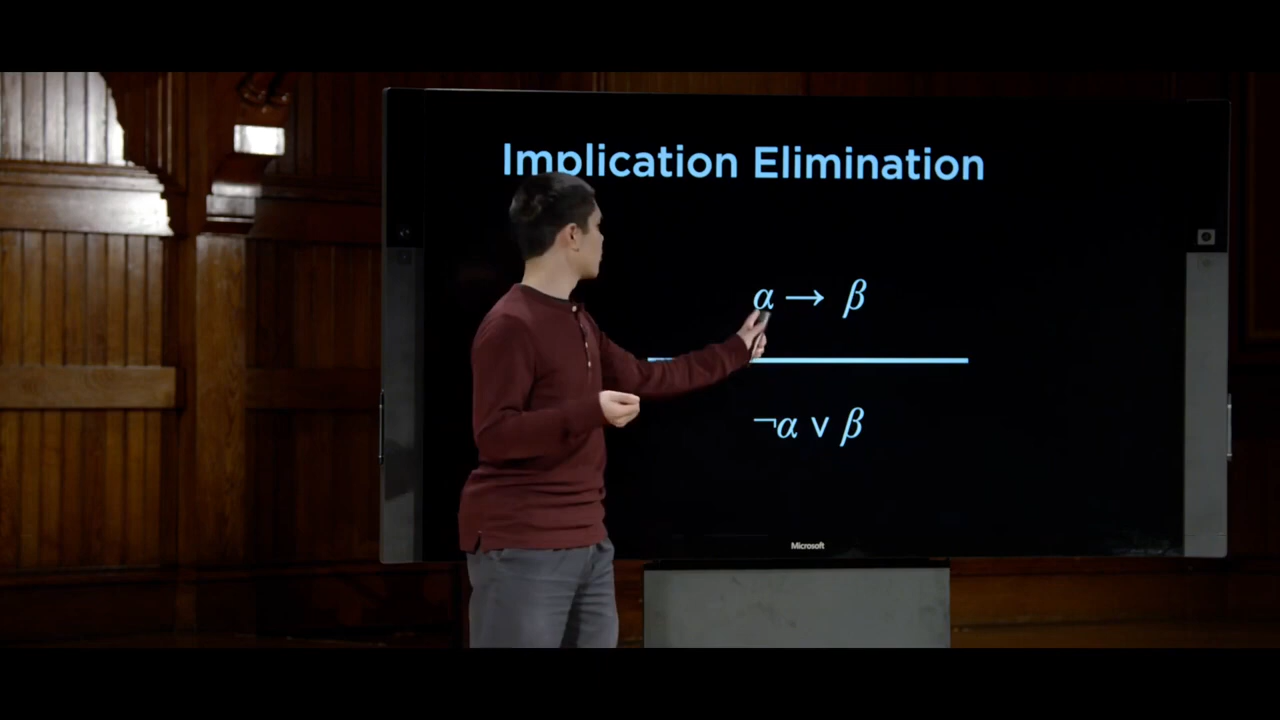 Implication Elimination
α → β
¬α ∨ β
Microsoft